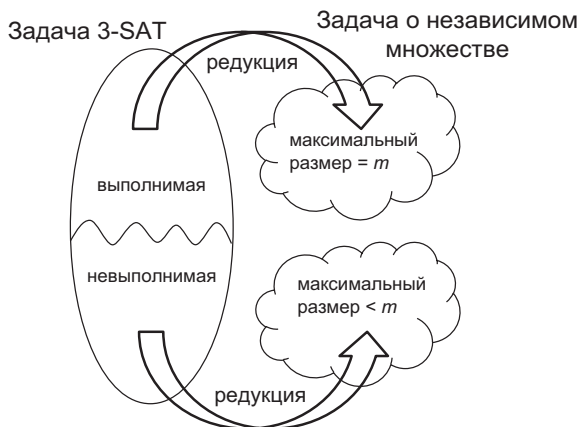 Задача 3-SAT
Задача о независимом
множестве
редукция
максимальный
размер = m
выполнимая
невыполнимая
максимальный
размер < m
редукция